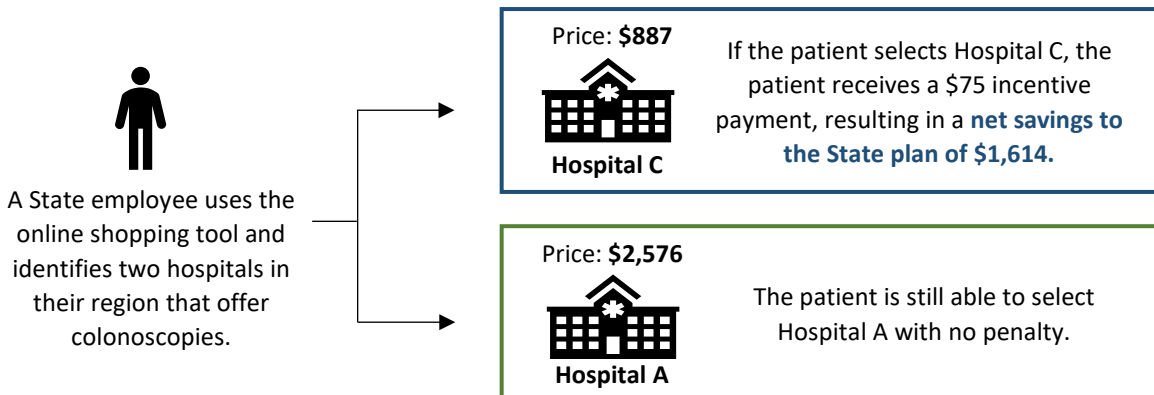 A State employee uses the
online shopping tool and
identifies two hospitals in
their region that offer
colonoscopies.
Price: $887
Hospital C
If the patient selects Hospital C, the
patient receives a $75 incentive
payment, resulting in a net savings to
the State plan of $1,614.
Price: $2,576
Hospital A
The patient is still able to select
Hospital A with no penalty.